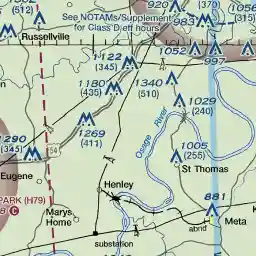 (512)
920
983
(370)
(310)
See NOTAMs/Supplement
for Class D eff hours
Russellville
1052
997
1122
(345)
1180
(435)
1340
(510)
1029
(240)
1269
(411)
Osage River
1290
(345)
54
1005
(255)
Eugene
St Thomas
Henley
PARK (H79)
C
Marys
Home
881
Meta
abnd
substation